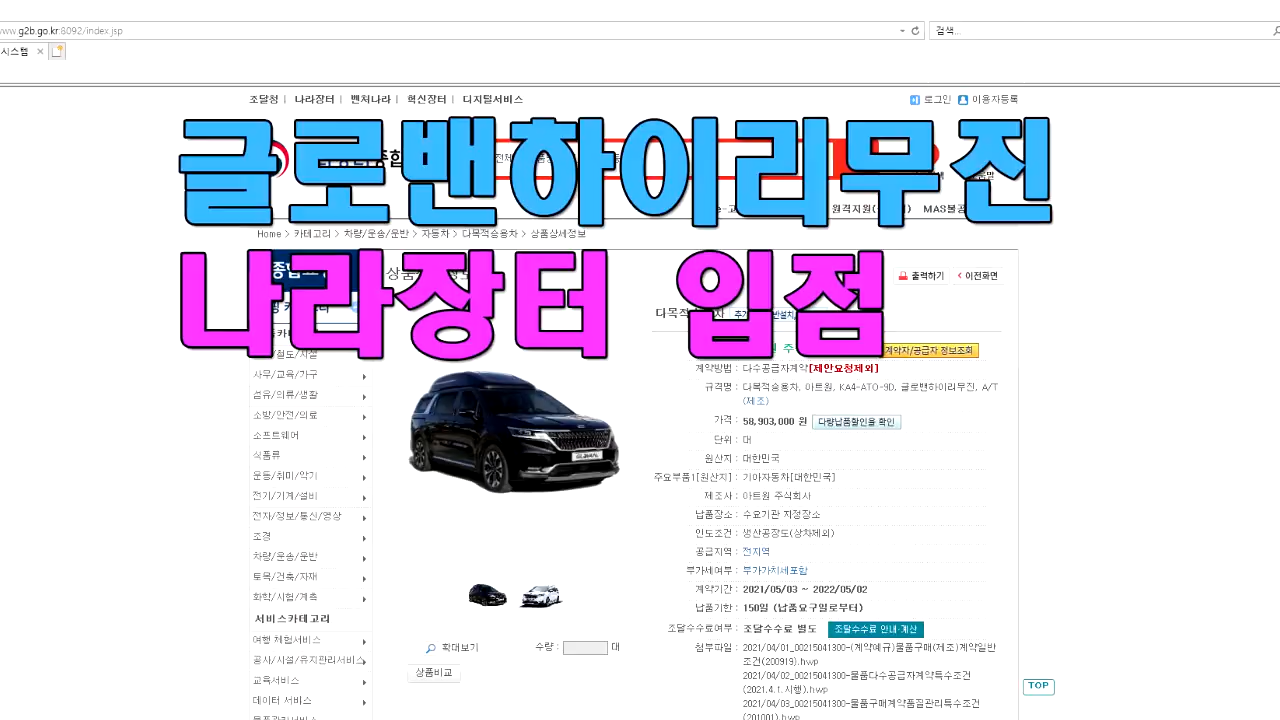 www.g2b.go.kr:8092/index.jsp
검색...
시스템
조달청 | 나라장터 | 벤처나라 | 혁신장터 | 디지털서비스
로그인 이용자등록
글로밴하이리무진
Home > 카테고리 > 차량/운송/운반 > 자동차 > 다목적승용차 > 상품상세정보
나라장터 입점
출력하기 이전화면
계약자/공급자 정보조회
계약방법 : 다수공급자계약[제안요청제외]
규격명 : 다목적승용차, 아트원, KA4-ATO-9D, 글로밴하이리무진, A/T
(제조)
가격 : 58,903,000 원 다량납품할인율 확인
단위 : 대
원산지 : 대한민국
주요부품1[원산지] : 기아자동차[대한민국]
제조사 : 아트원 주식회사
납품장소 : 수요기관 지정장소
인도조건 : 생산공장도(상차제외)
공급지역 : 전지역
부가세여부 : 부가가치세포함
계약기간 : 2021/05/03 ~ 2022/05/02
납품기한 : 150일 (납품요구일로부터)
조달수수료여부 : 조달수수료 별도 조달수수료 안내·계산
첨부파일 : 2021/04/01_00215041300-(계약예규)물품구매(제조)계약일반
조건(200919).hwp
2021/04/02_00215041300-물품다수공급자계약특수조건
(2021.4.1.시행).hwp
2021/04/03_00215041300-물품구매계약품질관리특수조건
(201001).hwp
사무/교육/가구
섬유/의류/생활
소방/안전/의료
소프트웨어
식품류
운동/취미/악기
전기/기계/설비
전자/정보/통신/영상
조경
차량/운송/운반
토목/건축/자재
화학/시험/계측
서비스카테고리
여행 체험서비스
공사/시설/유지관리서비스
교육서비스
데이터 서비스
확대보기
수량 : 대
상품비교
TOP